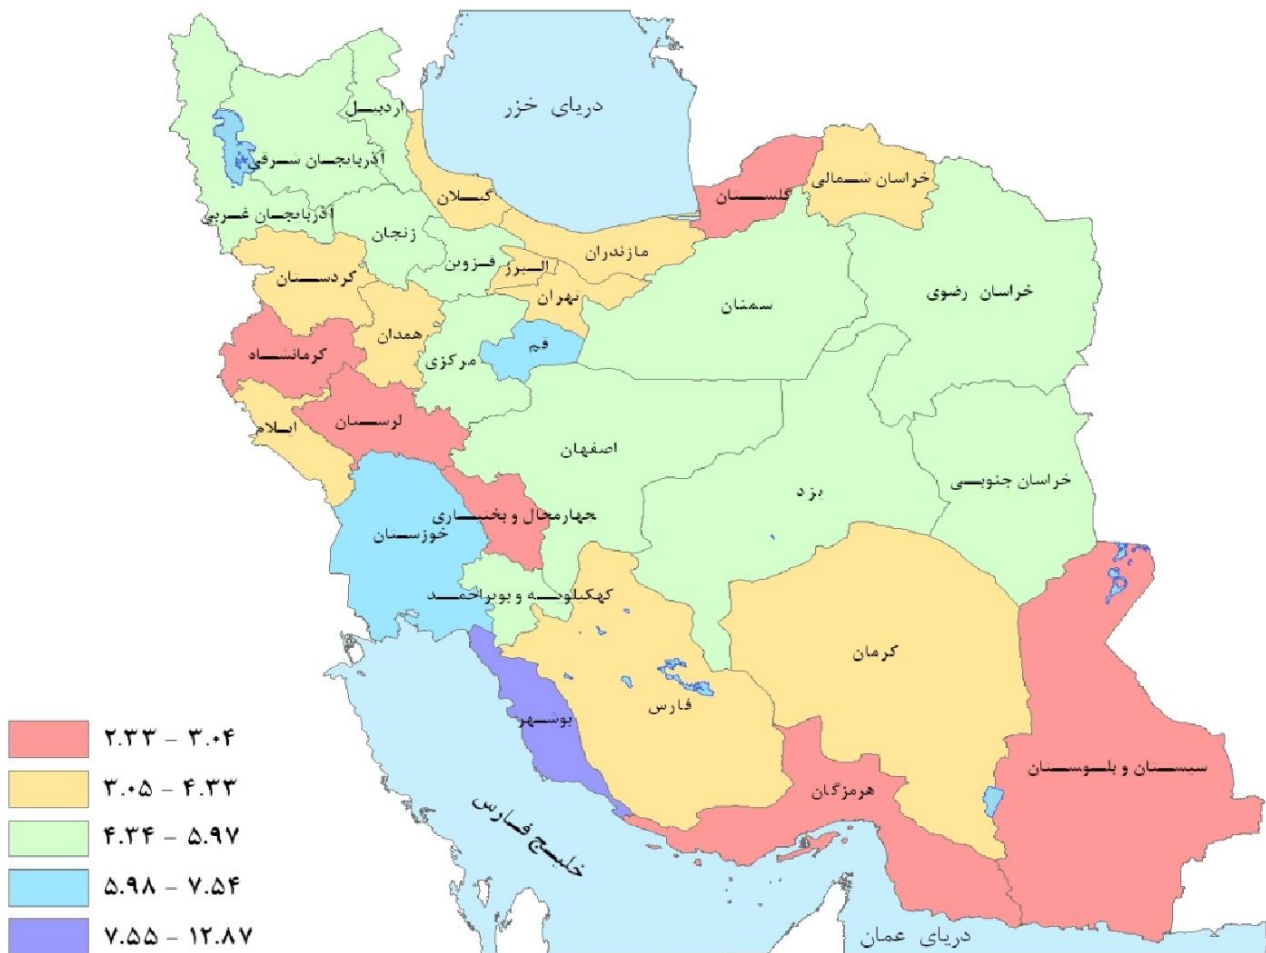 دریای خزر
اردبیل
آذربایجان شرقی
خراسان شمالی
گلستان
گیلان
آذربایجان غربی
زنجان
مازندران
قزوین
البرز
کردستان
تهران
خراسان رضوی
سمنان
همدان
قم
کرمانشاه
مرکزی
لرستان
ایلام
اصفهان
خراسان جنوبی
یزد
چهارمحال و بختیاری
خوزستان
کهکیلویه و بویراحمد
کرمان
فارس
بوشهر
سیستان و بلوچستان
هرمزگان
خلیج فارس
دریای عمان
۲.۳۳ – ۳.۰۴
۳.۰۵ – ۴.۳۳
۴.۳۴ – ۵.۹۷
۵.۹۸ – ۷.۵۴
۷.۵۵ – ۱۲.۸۷